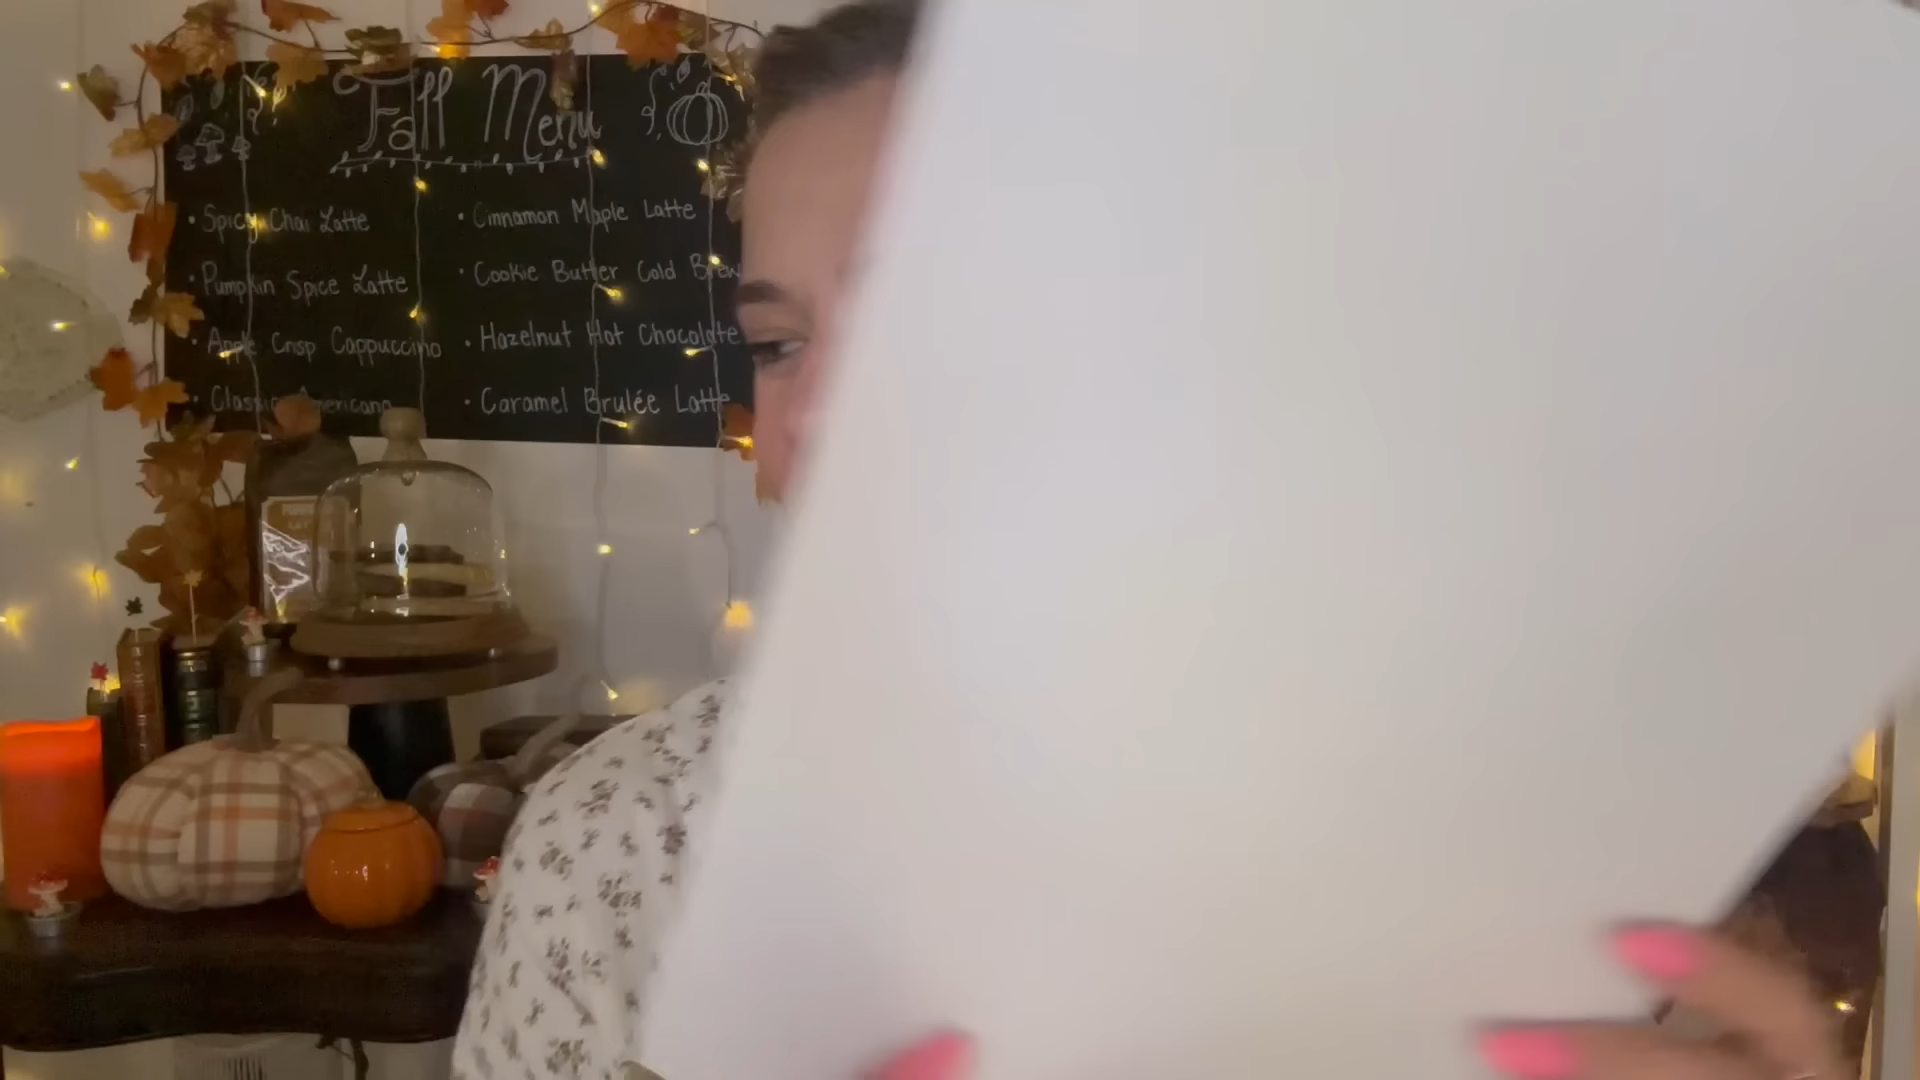 Fall Menu
• Spicy Chai Latte
• Pumpkin Spice Latte
• Apple Crisp Cappuccino
• Classic Americano
• Cinnamon Maple Latte
• Cookie Butter Cold Brew
• Hazelnut Hot Chocolate
• Caramel Brulée Latte